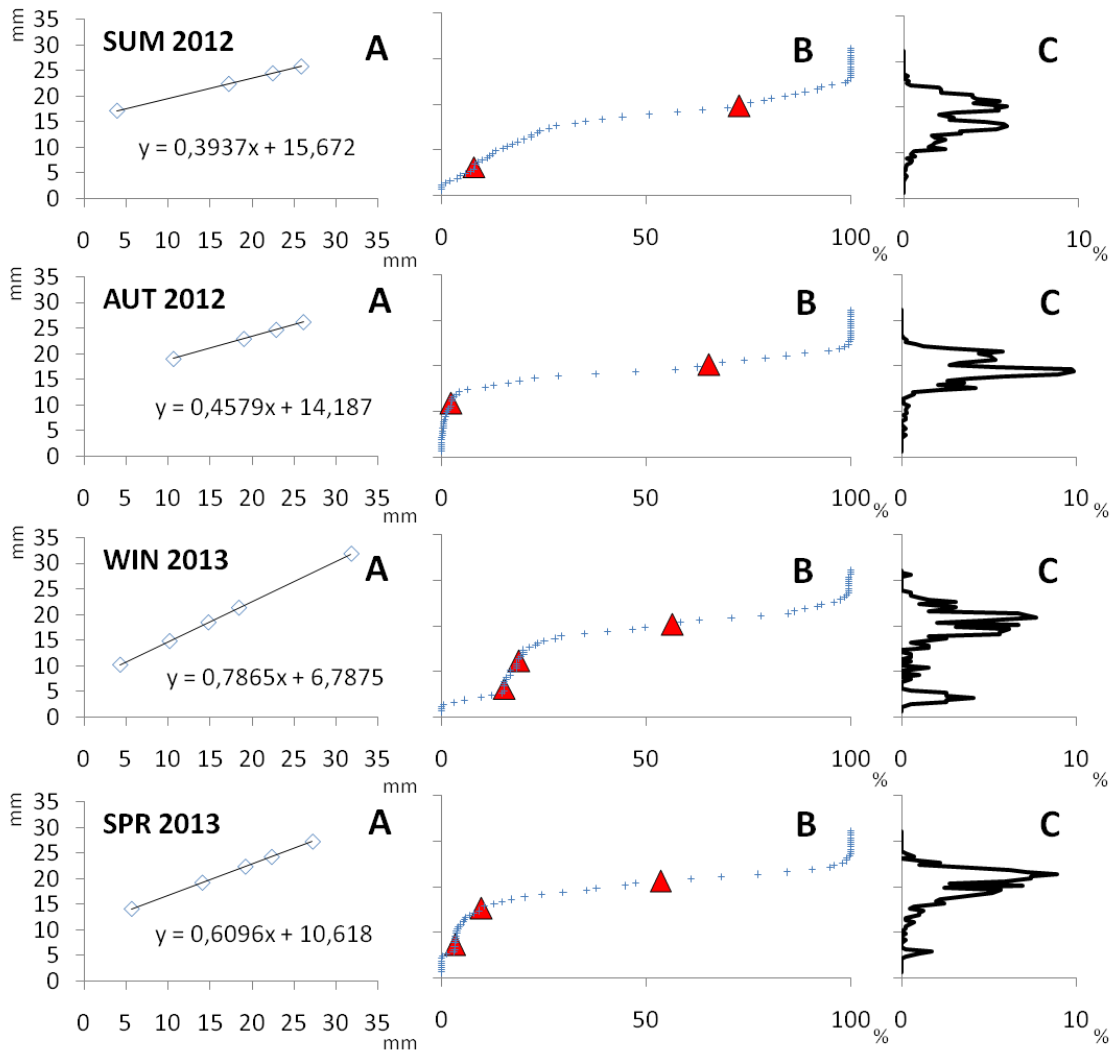 mm
35
30
25
20
15
10
5
0
SUM 2012
A
y = 0,3937x + 15,672
0 5 10 15 20 25 30 35
mm
B
0 50 100
%
C
0 10
%
mm
35
30
25
20
15
10
5
0
AUT 2012
A
y = 0,4579x + 14,187
0 5 10 15 20 25 30 35
mm
B
0 50 100
%
C
0 10
%
mm
35
30
25
20
15
10
5
0
WIN 2013
A
y = 0,7865x + 6,7875
0 5 10 15 20 25 30 35
mm
B
0 50 100
%
C
0 10
%
mm
35
30
25
20
15
10
5
0
SPR 2013
A
y = 0,6096x + 10,618
0 5 10 15 20 25 30 35
mm
B
0 50 100
%
C
0 10
%